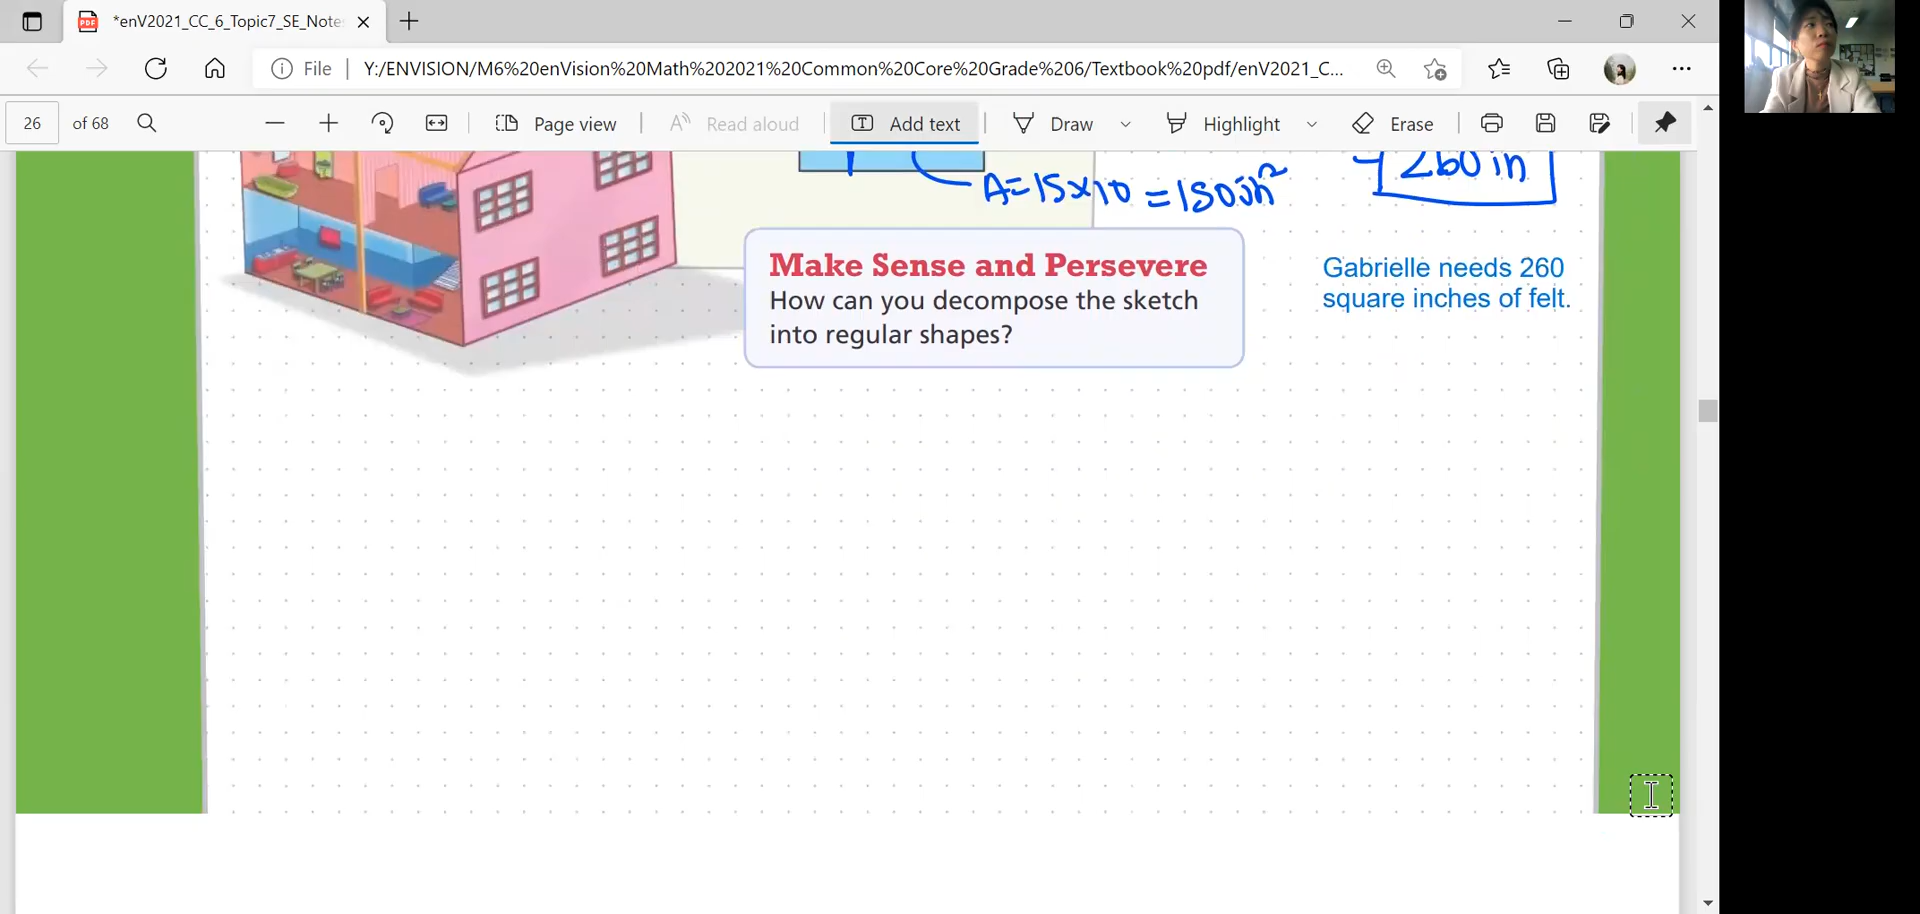 *enV2021_CC_6_Topic7_SE_Note
File
Y:/ENVISION/M6%20enVision%20Math%202021%20Common%20Core%20Grade%206/Textbook%20pdf/enV2021_C...
26 of 68
Page view
Read aloud
Add text
Draw
Highlight
Erase
260 in
A=15x10 =150in²
Make Sense and Persevere
How can you decompose the sketch
into regular shapes?
Gabrielle needs 260
square inches of felt.